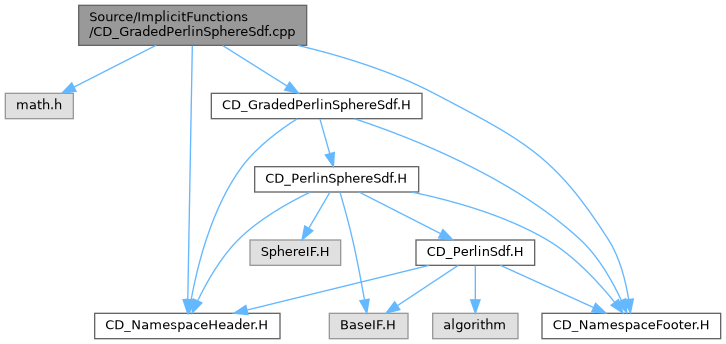 Source/ImplicitFunctions
/CD_GradedPerlinSphereSdf.cpp
math.h
CD_GradedPerlinSphereSdf.H
CD_PerlinSphereSdf.H
SphereIF.H
CD_PerlinSdf.H
CD_NamespaceHeader.H
BaseIF.H
algorithm
CD_NamespaceFooter.H